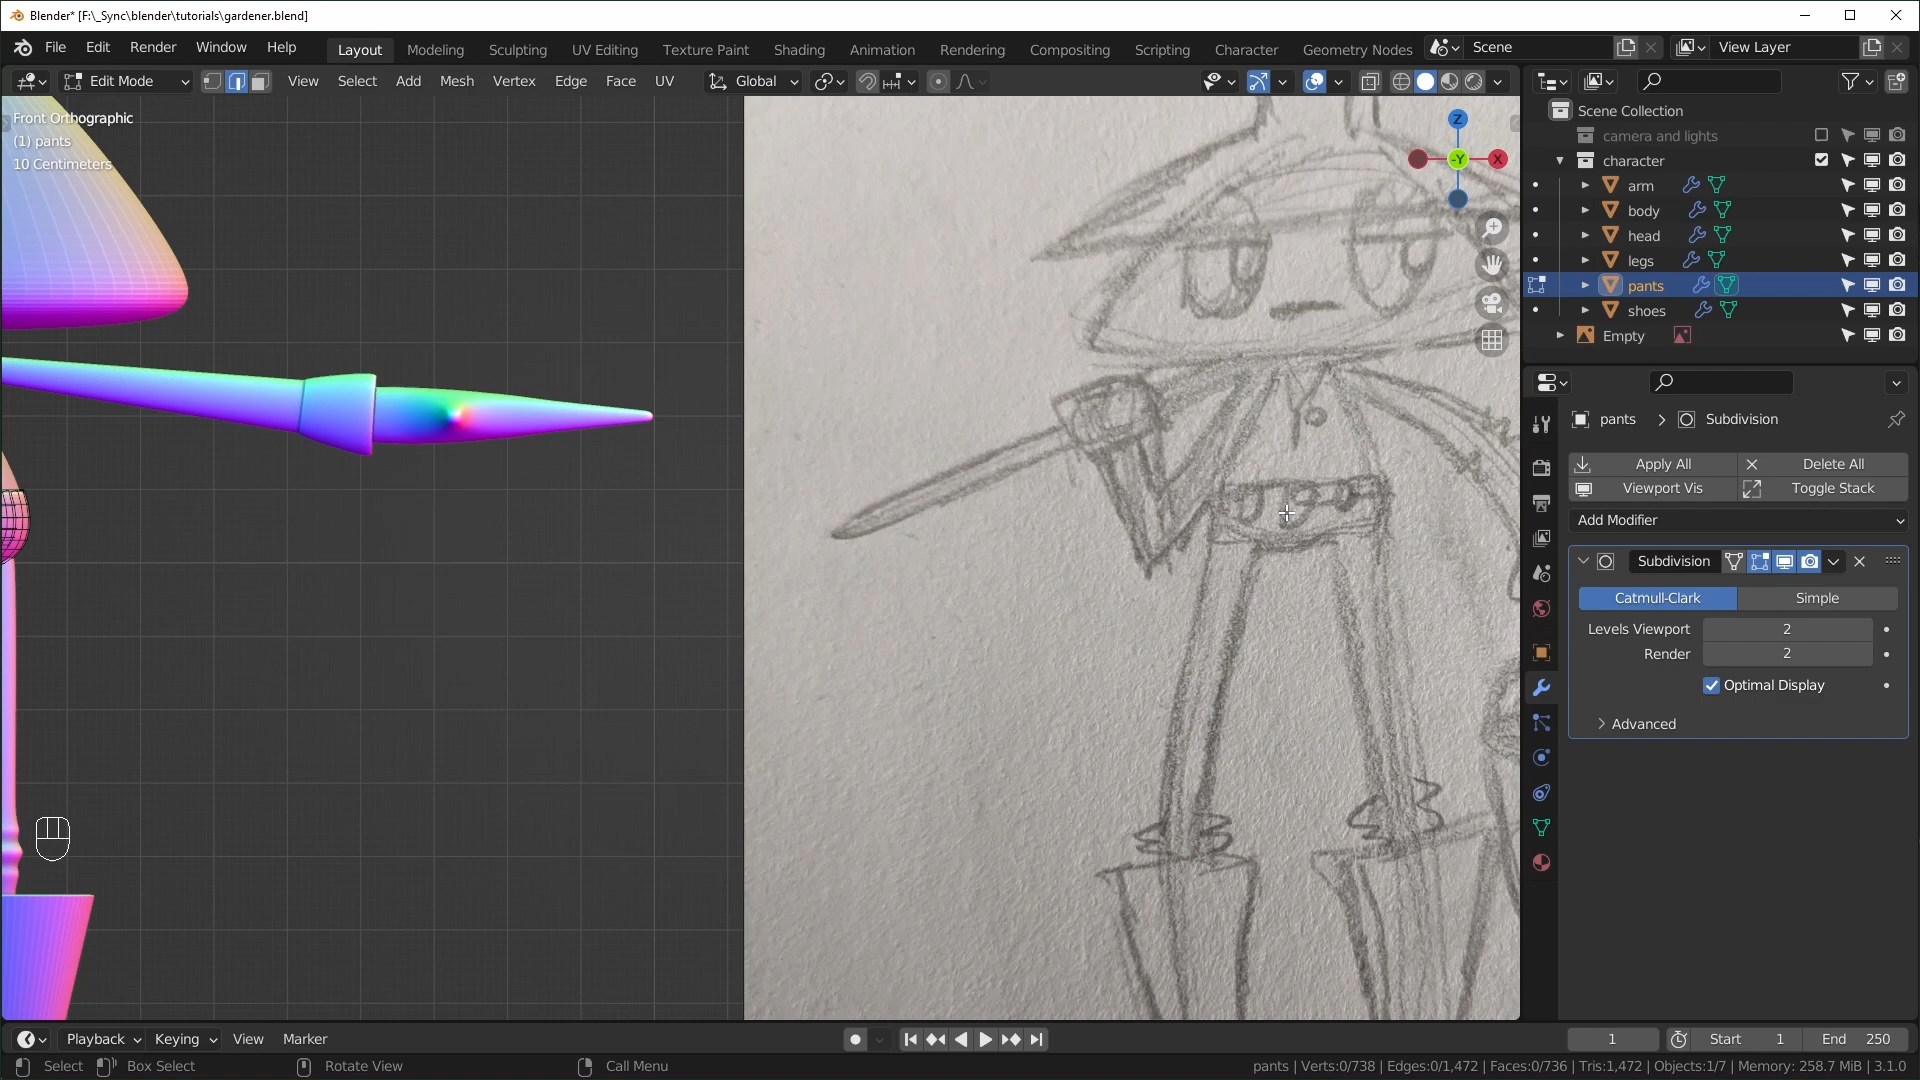 Blender* [F:\_Sync\blender\tutorials\gardener.blend]
File Edit Render Window Help Layout Modeling Sculpting UV Editing Texture Paint Shading Animation Rendering Compositing Scripting Character Geometry Nodes Scene View Layer
Edit Mode View Select Add Mesh Vertex Edge Face UV Global
Front Orthographic
(1) pants
10 Centimeters
Z
-Y X
Scene Collection
camera and lights
character
arm
body
head
legs
pants
shoes
Empty
pants > Subdivision
Apply All Delete All
Viewport Vis Toggle Stack
Add Modifier
Subdivision
Catmull-Clark Simple
Levels Viewport 2
Render 2
Optimal Display
Advanced
Playback Keying View Marker 1 Start 1 End 250
Select Box Select Rotate View Call Menu pants | Verts:0/738 | Edges:0/1,472 | Faces:0/736 | Tris:1,472 | Objects:1/7 | Memory: 258.7 MiB | 3.1.0